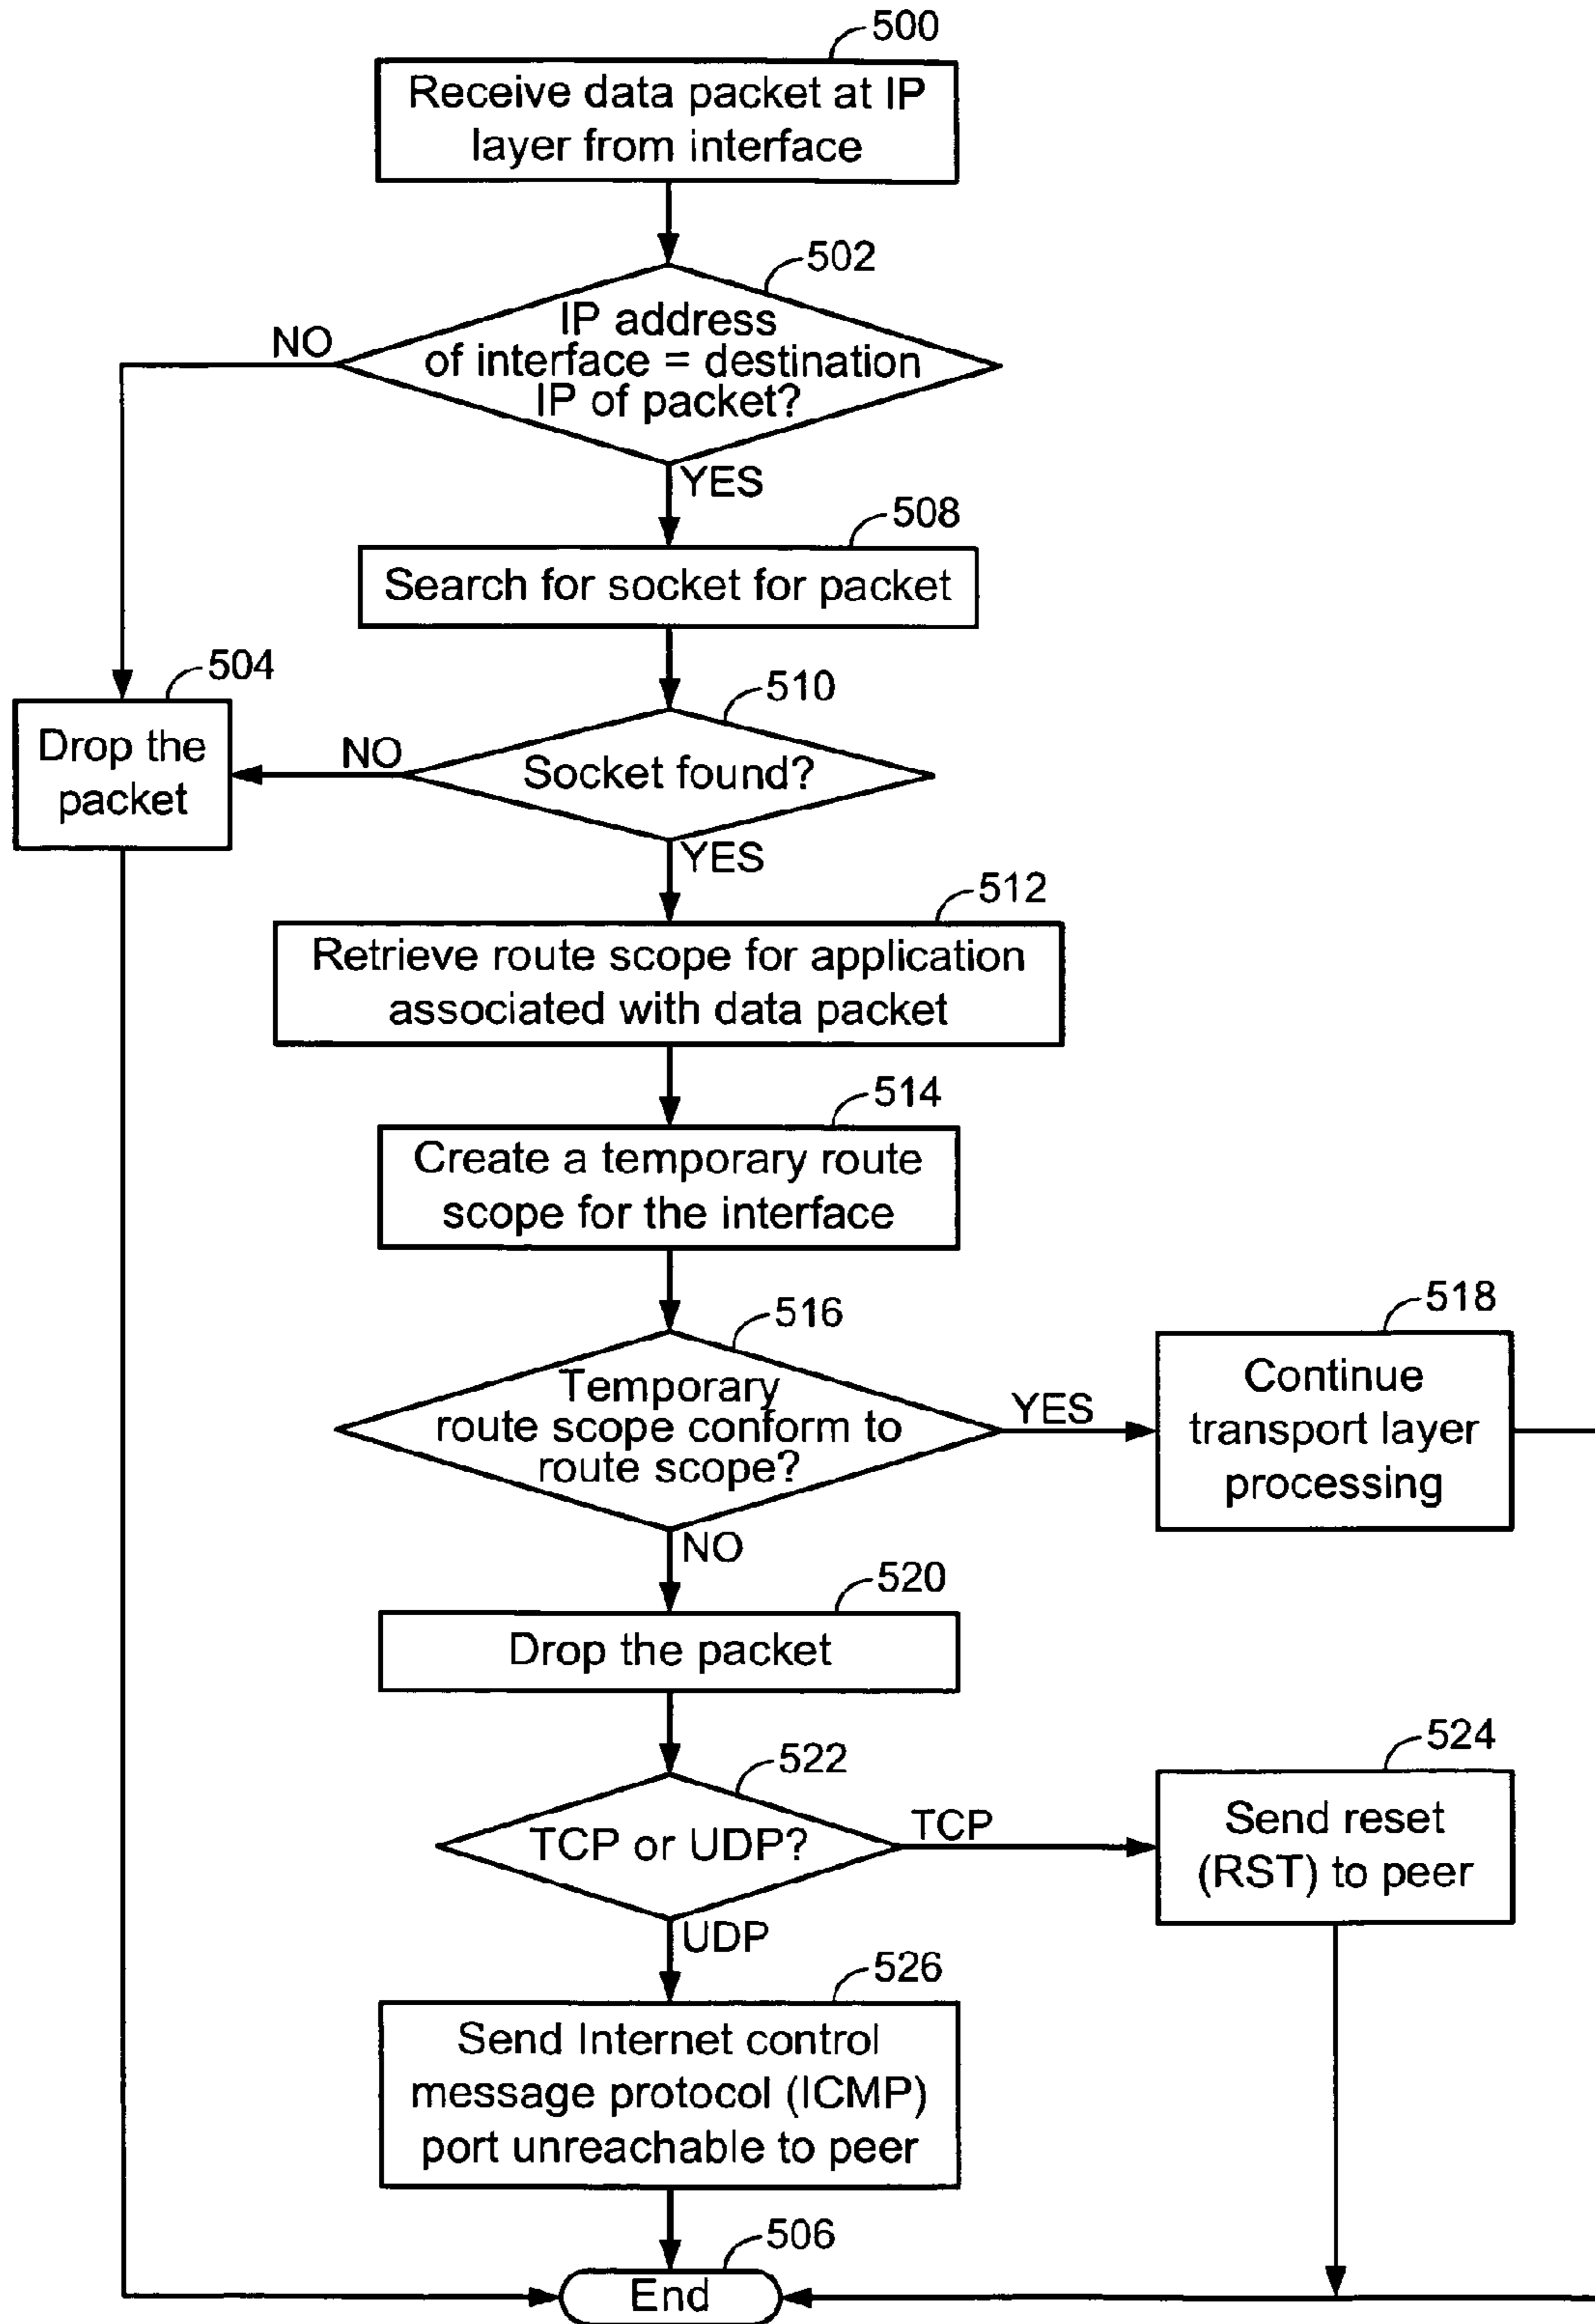 500
Receive data packet at IP
layer from interface
502
IP address
of interface = destination
IP of packet?
NO
YES
508
Search for socket for packet
504
Drop the
packet
510
Socket found?
NO
YES
512
Retrieve route scope for application
associated with data packet
514
Create a temporary route
scope for the interface
516
Temporary
route scope conform to
route scope?
YES
518
Continue
transport layer
processing
NO
520
Drop the packet
522
TCP or UDP?
TCP
524
Send reset
(RST) to peer
UDP
526
Send Internet control
message protocol (ICMP)
port unreachable to peer
506
End